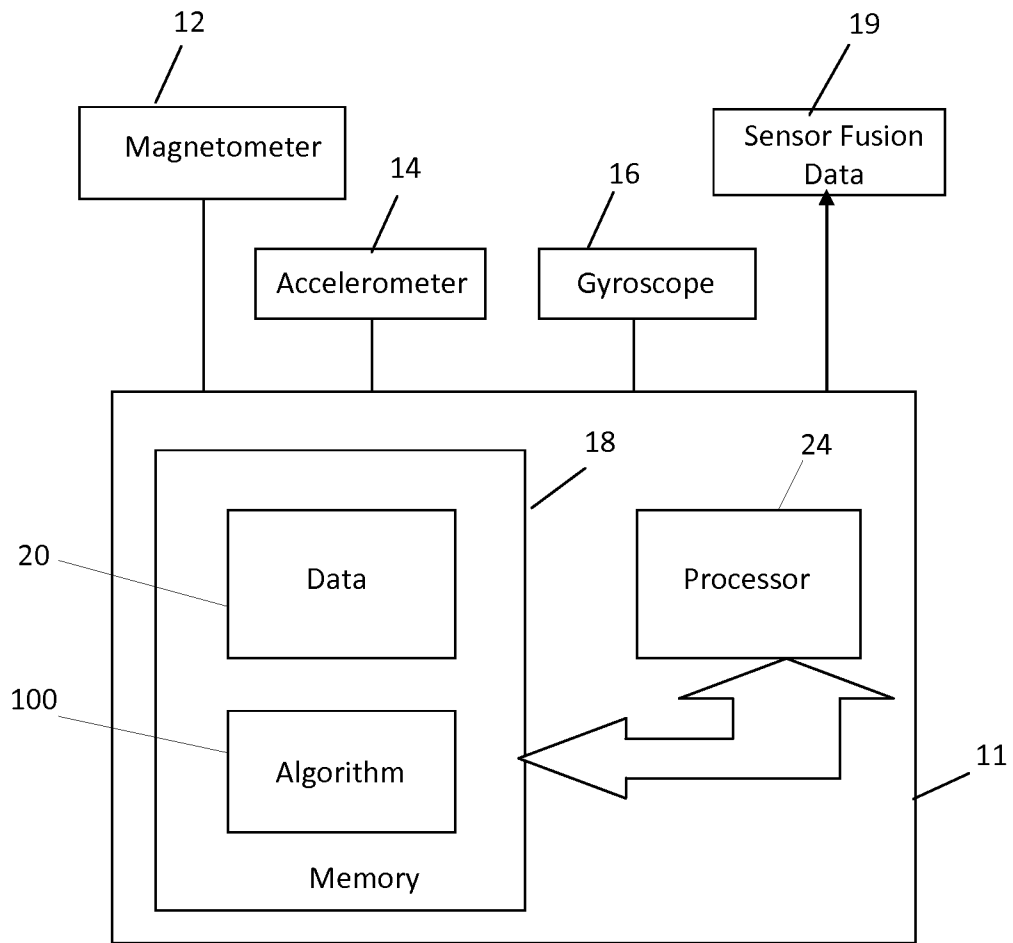 12
19
Magnetometer
Sensor Fusion
Data
14
16
Accelerometer
Gyroscope
18
24
20
Data
Processor
100
Algorithm
11
Memory